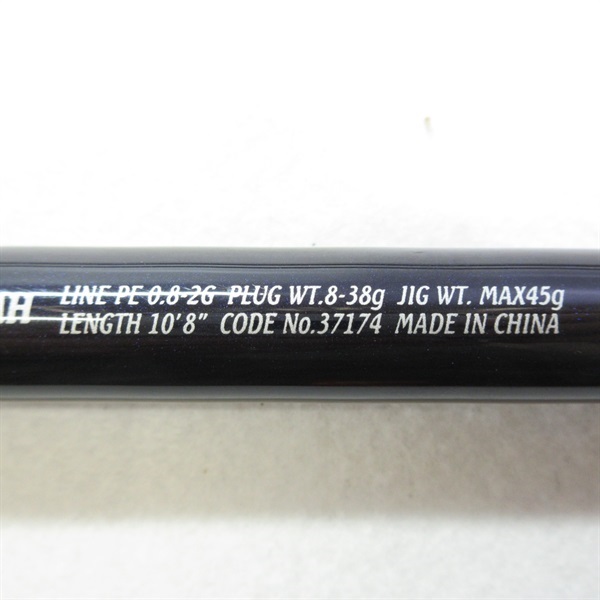 LINE PE 0.8-2G PLUG WT.8-38g JIG WT. MAX45g
LENGTH 10'8" CODE No.37174 MADE IN CHINA